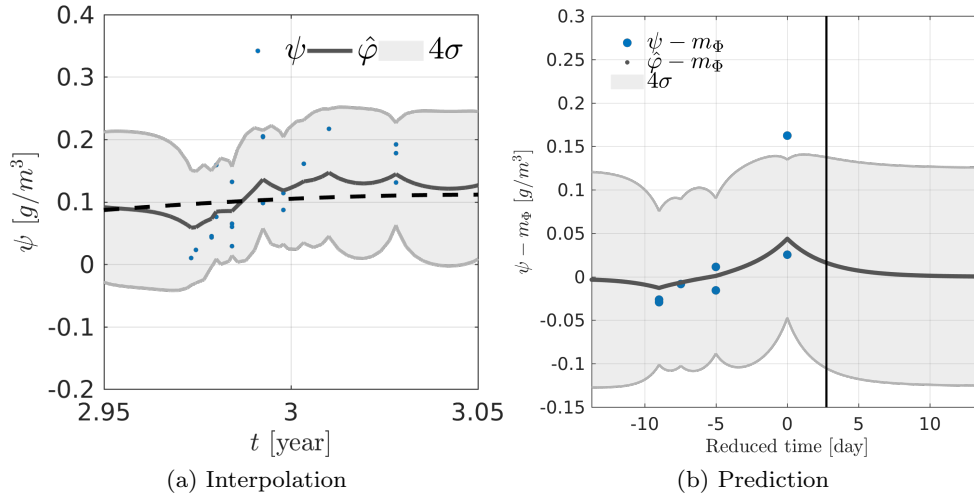 0.4
0.3
0.2
0.1
0
-0.1
-0.2
ψ [g/m³]
ψ φ̂ 4σ
2.95 3 3.05
t [year]
(a) Interpolation
0.3
0.25
0.2
0.15
0.1
0.05
0
-0.05
-0.1
-0.15
ψ − m_Φ [g/m³]
ψ − m_Φ
φ̂ − m_Φ
4σ
-10 -5 0 5 10
Reduced time [day]
(b) Prediction